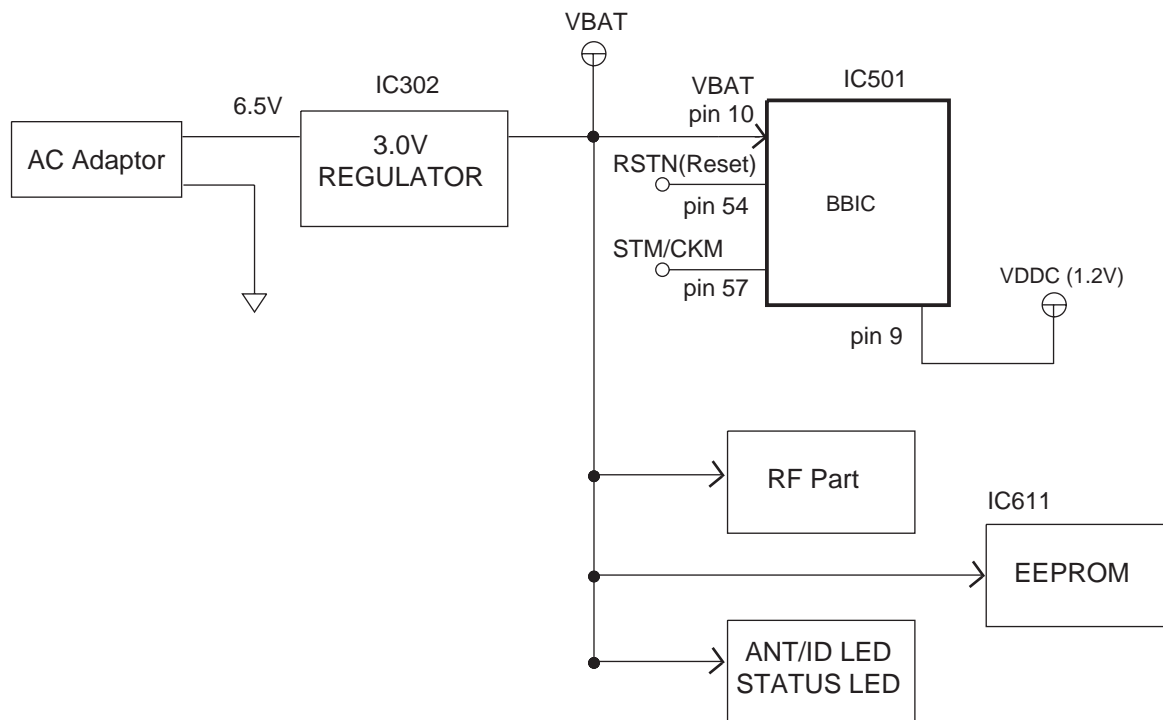 VBAT
IC302
6.5V
AC Adaptor
3.0V
REGULATOR
VBAT
pin 10
IC501
RSTN(Reset)
pin 54
BBIC
STM/CKM
pin 57
VDDC (1.2V)
pin 9
RF Part
IC611
EEPROM
ANT/ID LED
STATUS LED